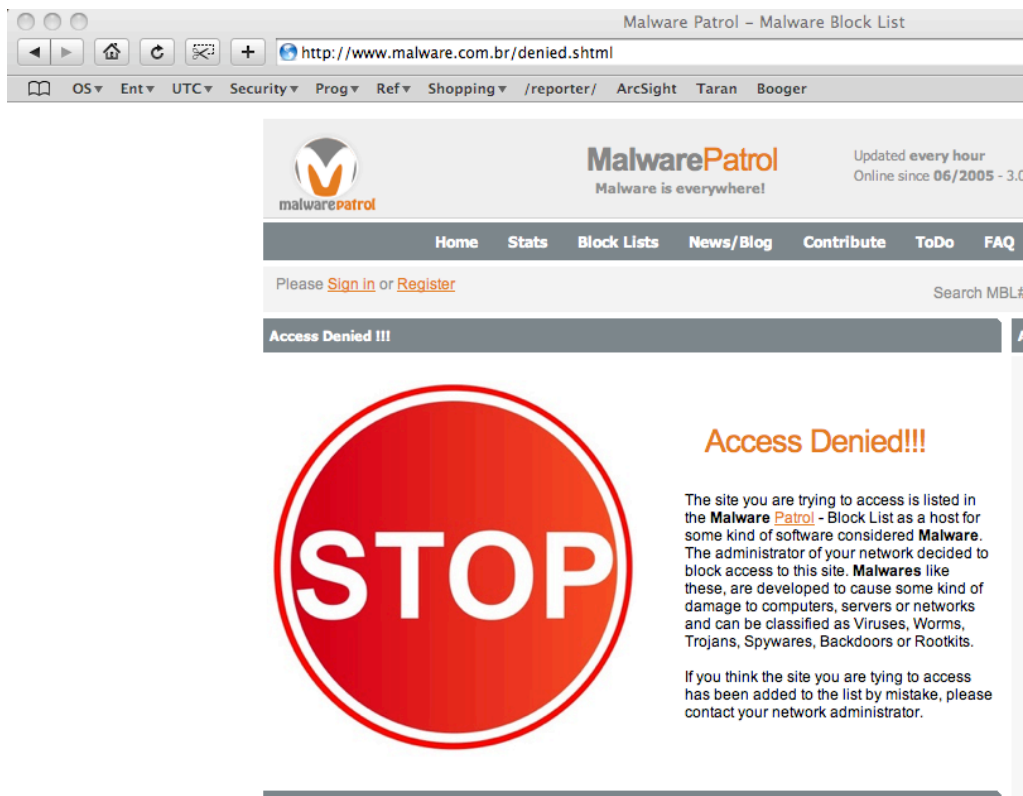 Malware Patrol – Malware Block List
http://www.malware.com.br/denied.shtml
OS Ent UTC Security Prog Ref Shopping /reporter/ ArcSight Taran Booger
malwarepatrol
MalwarePatrol
Malware is everywhere!
Updated every hour
Online since 06/2005 - 3.0
Home Stats Block Lists News/Blog Contribute ToDo FAQ
Please Sign in or Register
Search MBL#
Access Denied !!!
STOP
Access Denied!!!
The site you are trying to access is listed in
the Malware Patrol - Block List as a host for
some kind of software considered Malware.
The administrator of your network decided to
block access to this site. Malwares like
these, are developed to cause some kind of
damage to computers, servers or networks
and can be classified as Viruses, Worms,
Trojans, Spywares, Backdoors or Rootkits.
If you think the site you are tying to access
has been added to the list by mistake, please
contact your network administrator.